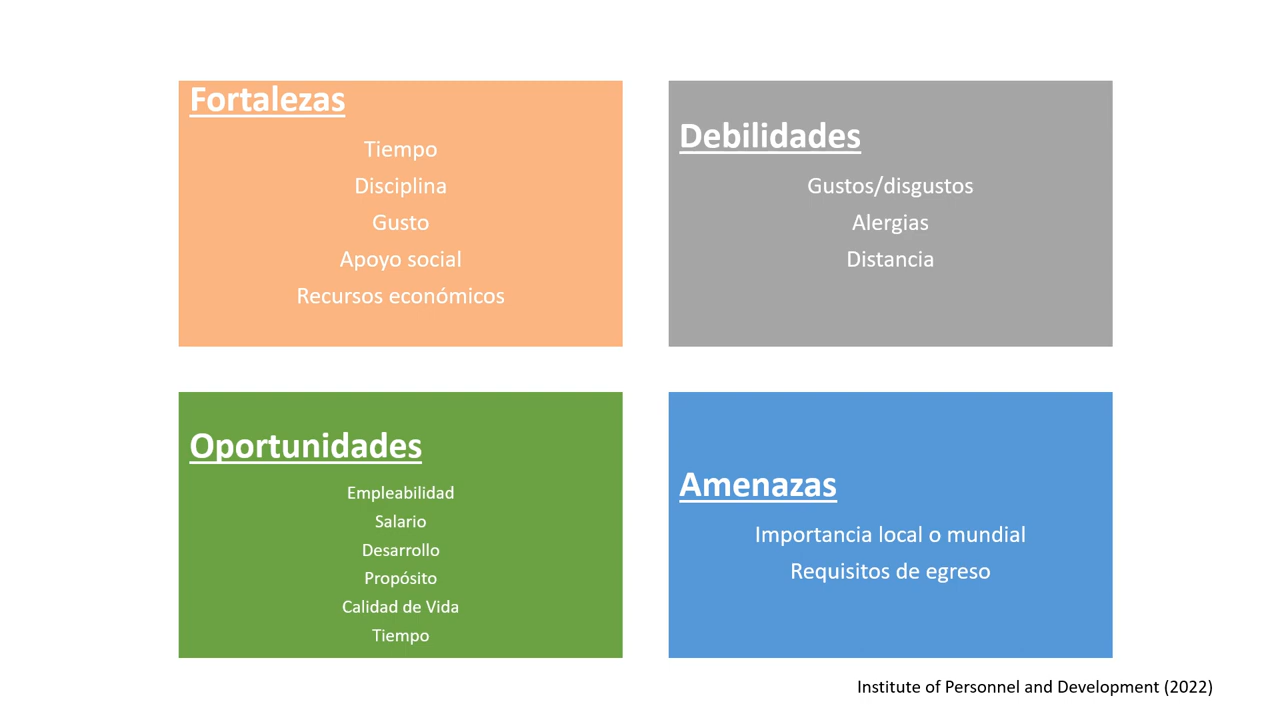 Fortalezas
Tiempo
Disciplina
Gusto
Apoyo social
Recursos económicos
Debilidades
Gustos/disgustos
Alergias
Distancia
Oportunidades
Empleabilidad
Salario
Desarrollo
Propósito
Calidad de Vida
Tiempo
Amenazas
Importancia local o mundial
Requisitos de egreso
Institute of Personnel and Development (2022)